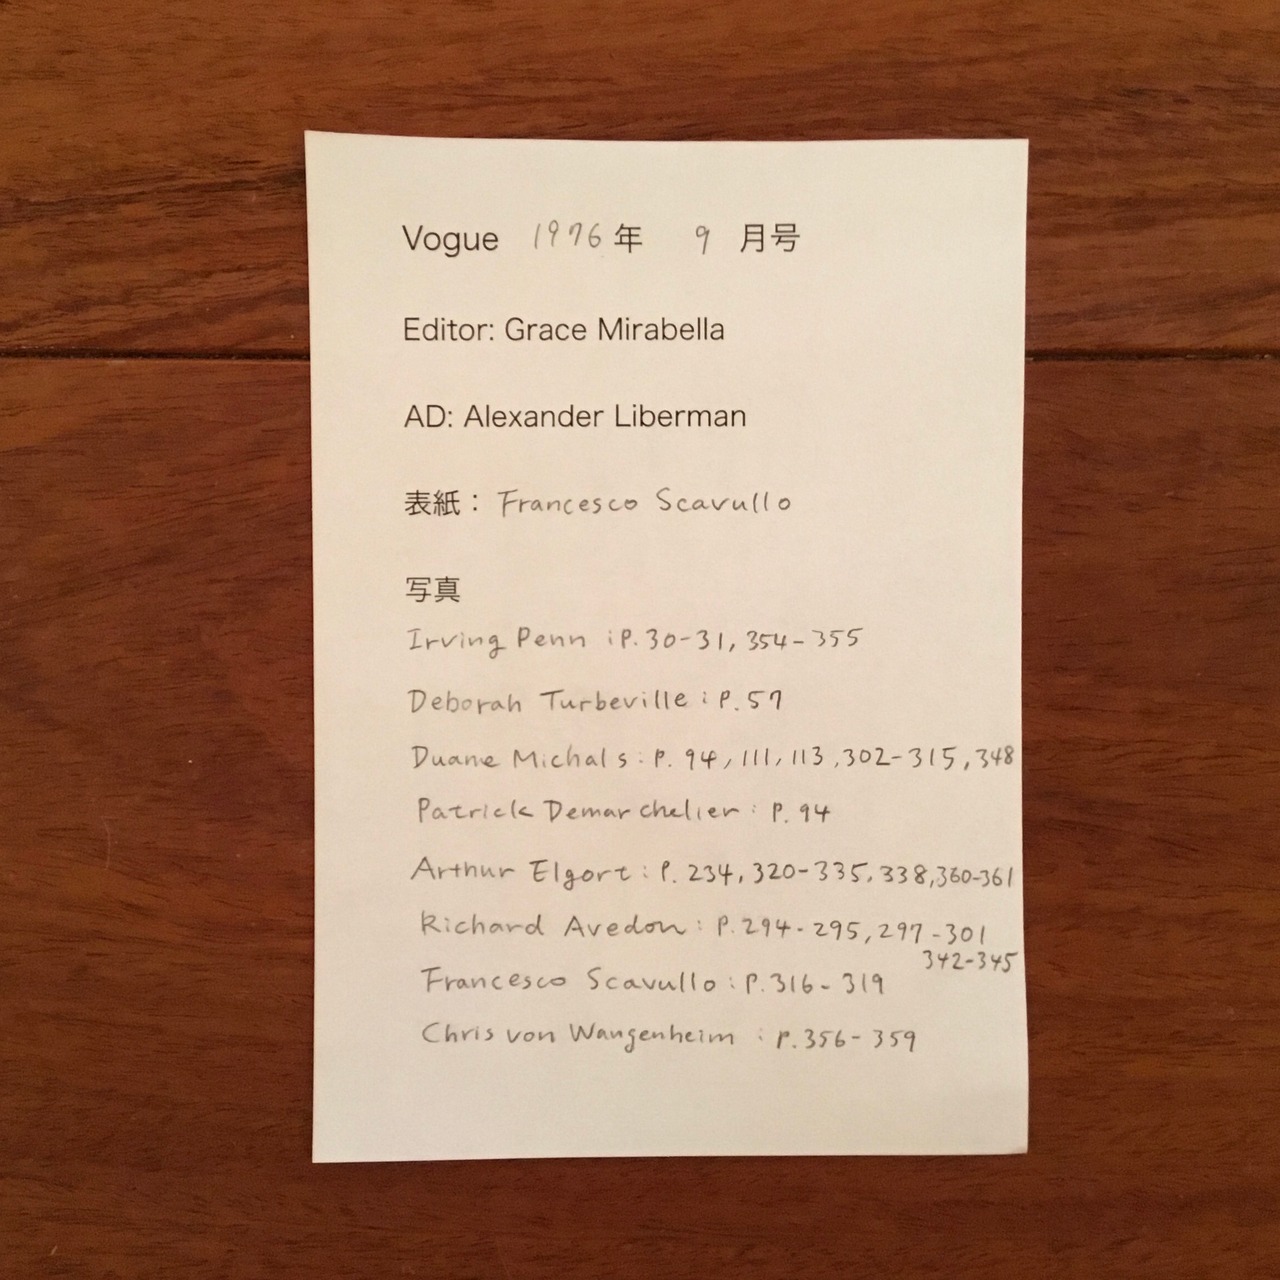 Vogue 1976年 9月号
Editor: Grace Mirabella
AD: Alexander Liberman
表紙： Francesco Scavullo
写真
Irving Penn : P.30-31, 354-355
Deborah Turbeville : P.57
Duane Michals : P. 94, 111, 113, 302-315, 348
Patrick Demarchelier : P. 94
Arthur Elgort : P. 234, 320-335, 338, 360-361
Richard Avedon : P. 294-295, 297-301
342-345
Francesco Scavullo : P.316-319
Chris von Wangenheim : P.356-359